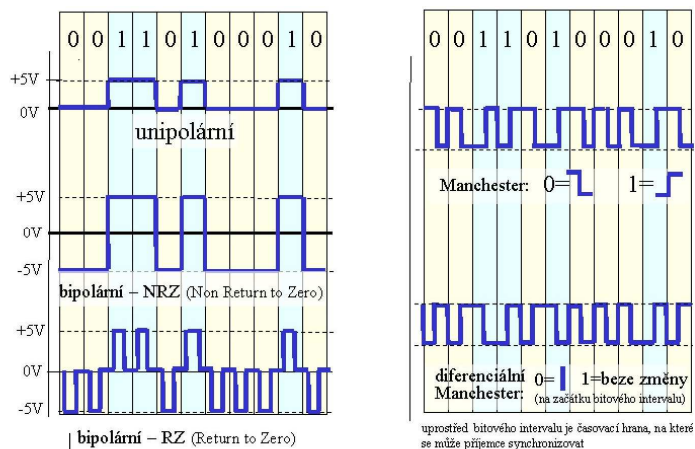 0 0 1 1 0 1 0 0 0 1 0
+5V
0V
unipolární
+5V
0V
-5V
bipolární – NRZ (Non Return to Zero)
+5V
0V
-5V
bipolární – RZ (Return to Zero)
0 0 1 1 0 1 0 0 0 1 0
Manchester: 0= 1=
diferenciální 0= 1=beze změny
Manchester: (na začátku bitového intervalu)
uprostřed bitového intervalu je časovací hrana, na které
se může příjemce synchronizovat